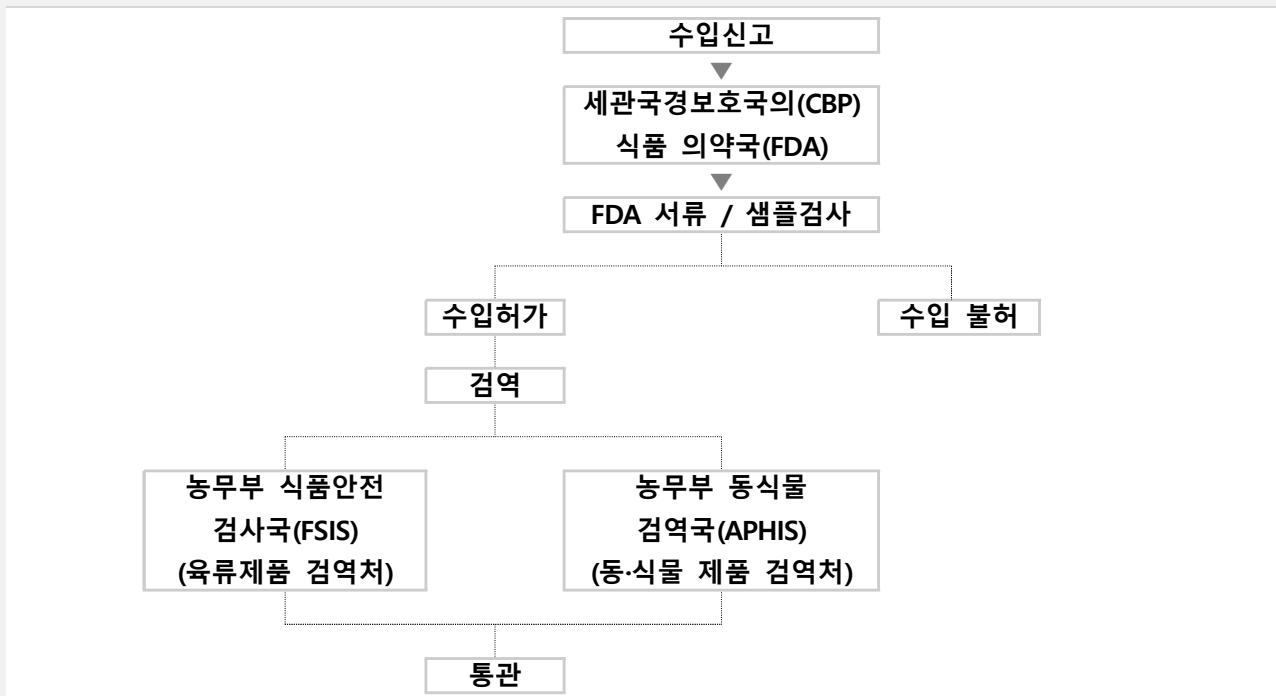 수입신고
세관국경보호국의(CBP)
식품 의약국(FDA)
FDA 서류 / 샘플검사
수입허가
수입 불허
검역
농무부 식품안전
검사국(FSIS)
(육류제품 검역처)
농무부 동식물
검역국(APHIS)
(동·식물 제품 검역처)
통관